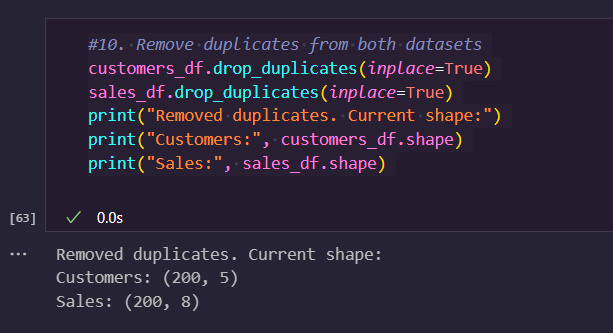 #10. Remove duplicates from both datasets
customers_df.drop_duplicates(inplace=True)
sales_df.drop_duplicates(inplace=True)
print("Removed duplicates. Current shape:")
print("Customers:", customers_df.shape)
print("Sales:", sales_df.shape)
[63] ✓ 0.0s
... Removed duplicates. Current shape:
Customers: (200, 5)
Sales: (200, 8)